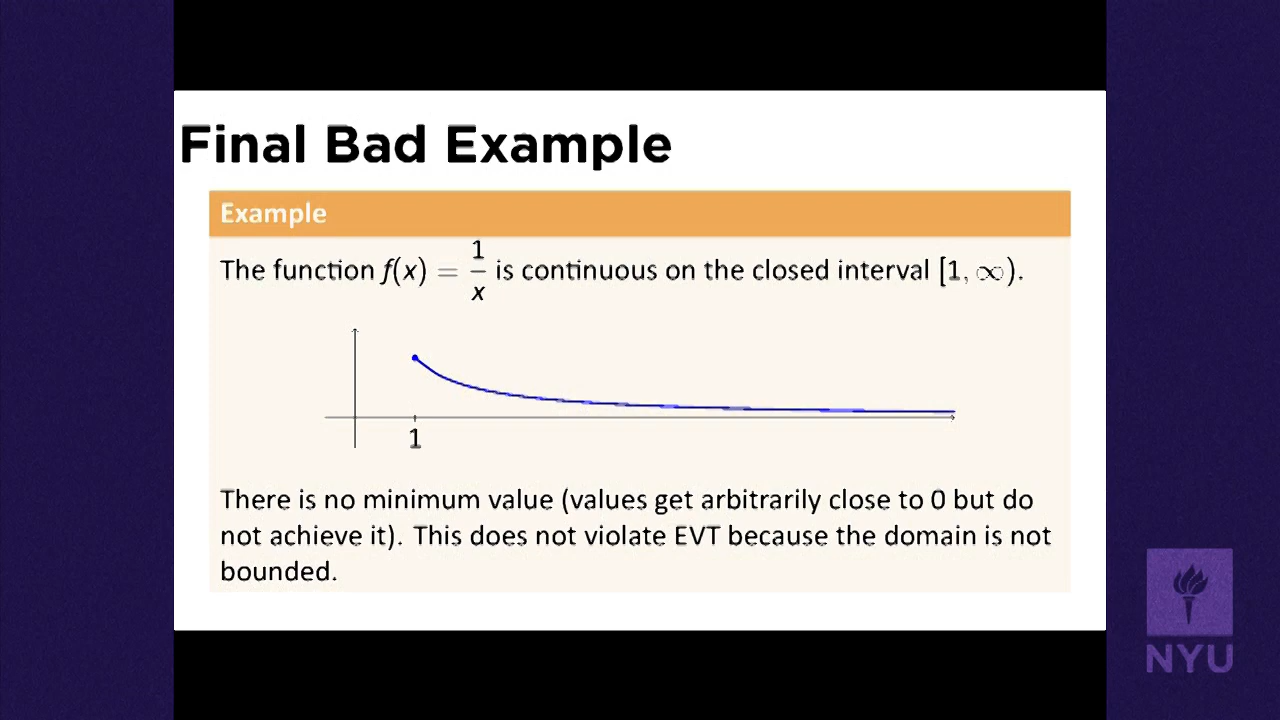 Final Bad Example
Example
The function f(x) = 1/x is continuous on the closed interval [1, ∞).
1
There is no minimum value (values get arbitrarily close to 0 but do
not achieve it). This does not violate EVT because the domain is not
bounded.
NYU